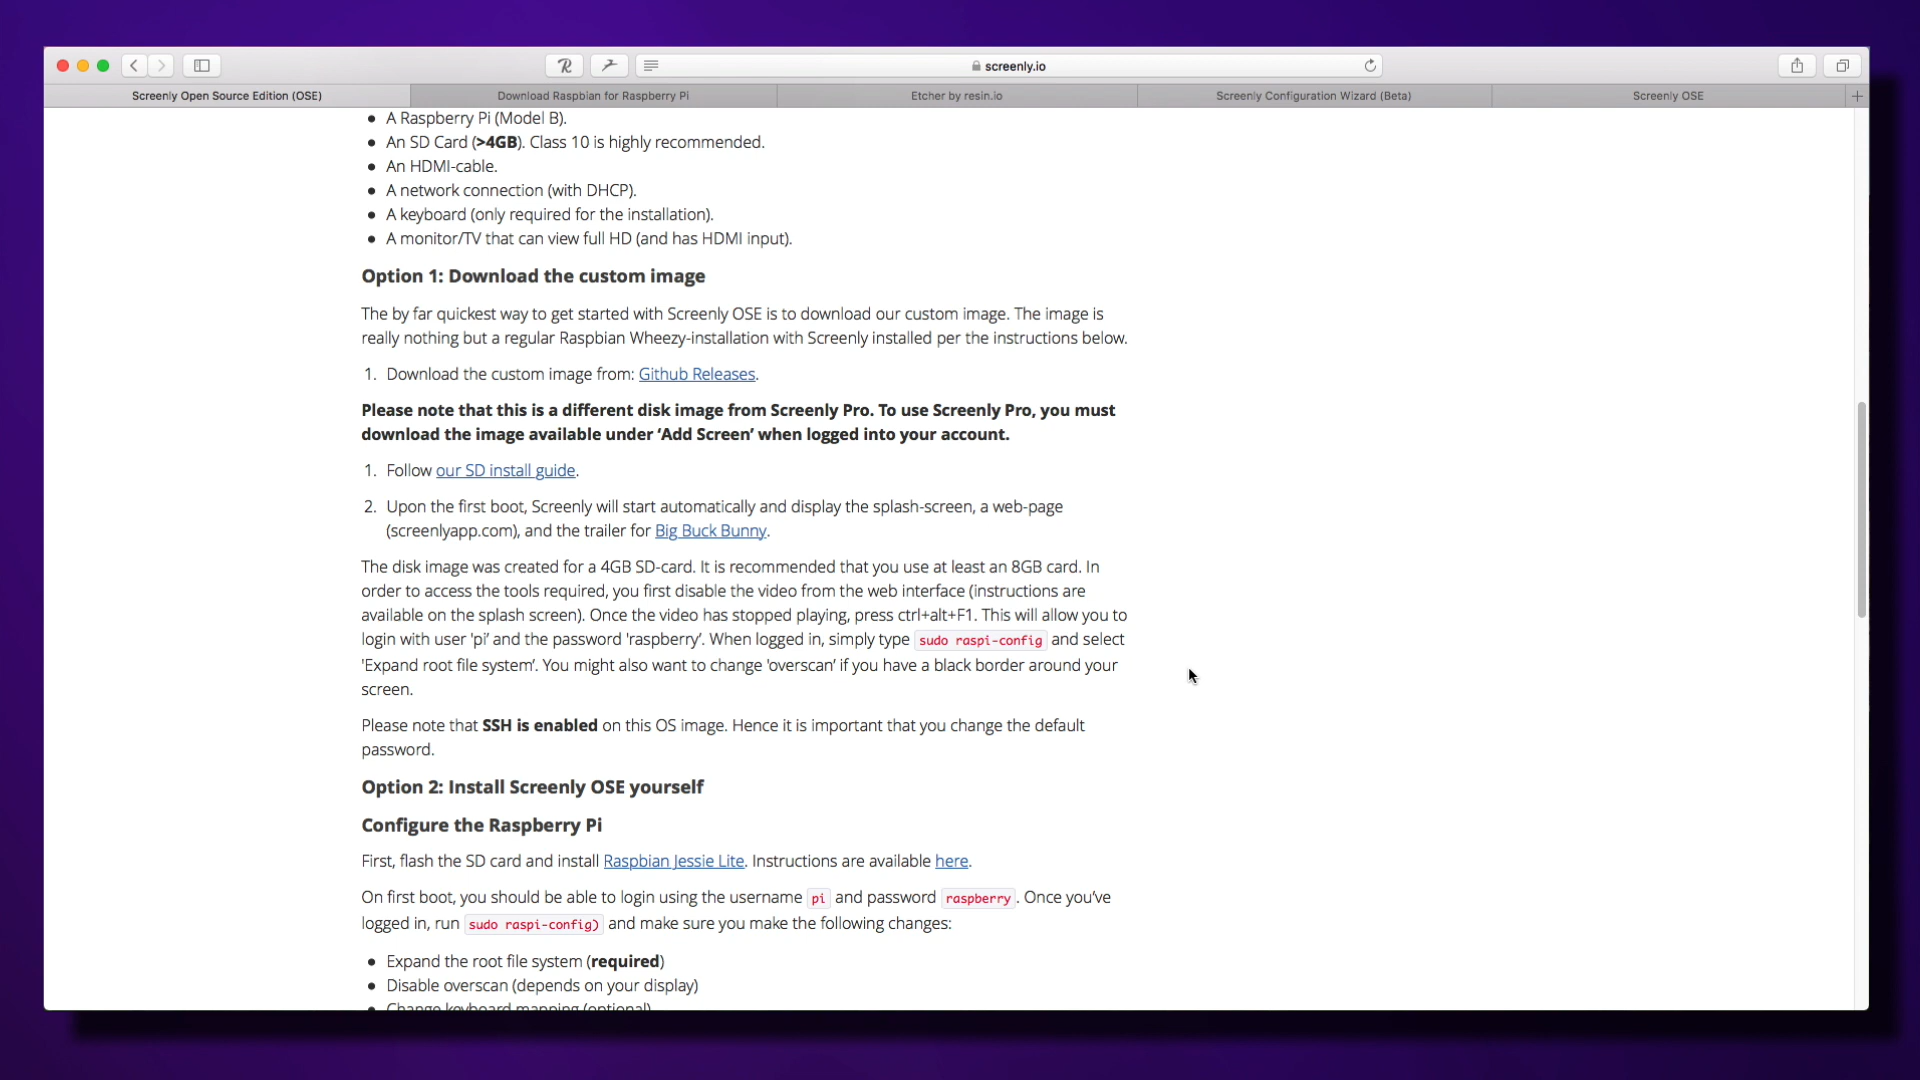 screenly.io
Screenly Open Source Edition (OSE)
Download Raspbian for Raspberry Pi
Etcher by resin.io
Screenly Configuration Wizard (Beta)
Screenly OSE
• A Raspberry Pi (Model B).
• An SD Card (>4GB). Class 10 is highly recommended.
• An HDMI-cable.
• A network connection (with DHCP).
• A keyboard (only required for the installation).
• A monitor/TV that can view full HD (and has HDMI input).
Option 1: Download the custom image
The by far quickest way to get started with Screenly OSE is to download our custom image. The image is
really nothing but a regular Raspbian Wheezy-installation with Screenly installed per the instructions below.
1. Download the custom image from: Github Releases.
Please note that this is a different disk image from Screenly Pro. To use Screenly Pro, you must
download the image available under ‘Add Screen’ when logged into your account.
1. Follow our SD install guide.
2. Upon the first boot, Screenly will start automatically and display the splash-screen, a web-page
(screenlyapp.com), and the trailer for Big Buck Bunny.
The disk image was created for a 4GB SD-card. It is recommended that you use at least an 8GB card. In
order to access the tools required, you first disable the video from the web interface (instructions are
available on the splash screen). Once the video has stopped playing, press ctrl+alt+F1. This will allow you to
login with user 'pi’ and the password 'raspberry’. When logged in, simply type sudo raspi-config and select
'Expand root file system’. You might also want to change 'overscan’ if you have a black border around your
screen.
Please note that SSH is enabled on this OS image. Hence it is important that you change the default
password.
Option 2: Install Screenly OSE yourself
Configure the Raspberry Pi
First, flash the SD card and install Raspbian Jessie Lite. Instructions are available here.
On first boot, you should be able to login using the username pi and password raspberry. Once you’ve
logged in, run sudo raspi-config) and make sure you make the following changes:
• Expand the root file system (required)
• Disable overscan (depends on your display)
• Change keyboard mapping (optional)